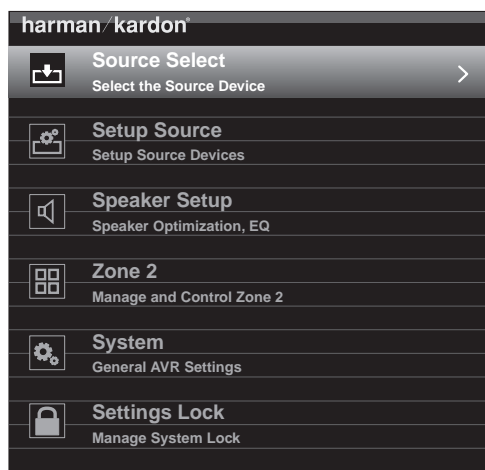 harman/kardon®
Source Select
Select the Source Device
Setup Source
Setup Source Devices
Speaker Setup
Speaker Optimization, EQ
Zone 2
Manage and Control Zone 2
System
General AVR Settings
Settings Lock
Manage System Lock